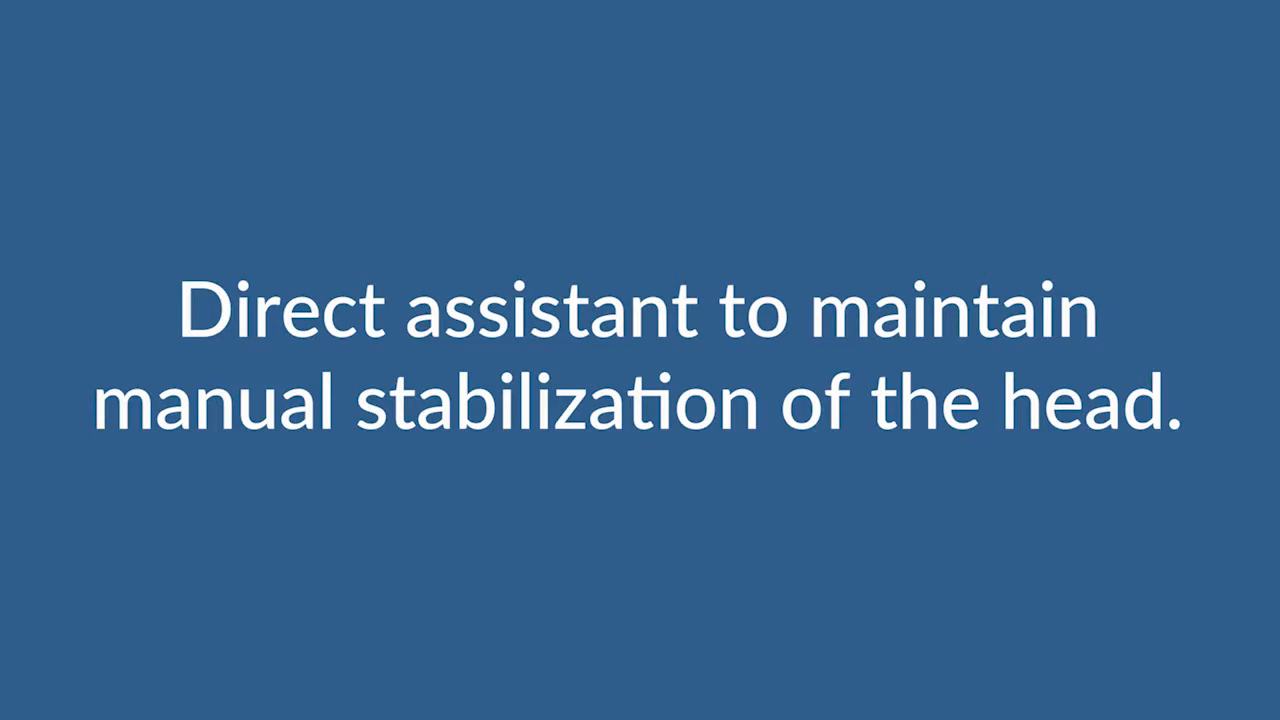 Direct assistant to maintain
manual stabilization of the head.